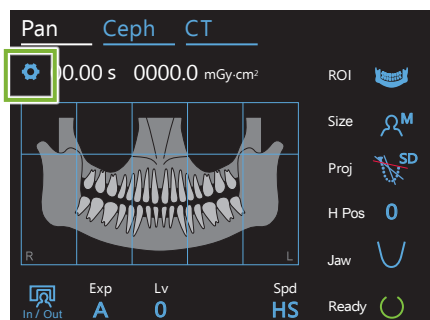 Pan Ceph CT
00.00 s 0000.0 mGy·cm²
ROI
Size M
Proj SD
H Pos 0
R L
Jaw
Exp Lv Spd
In / Out A 0 HS
Ready